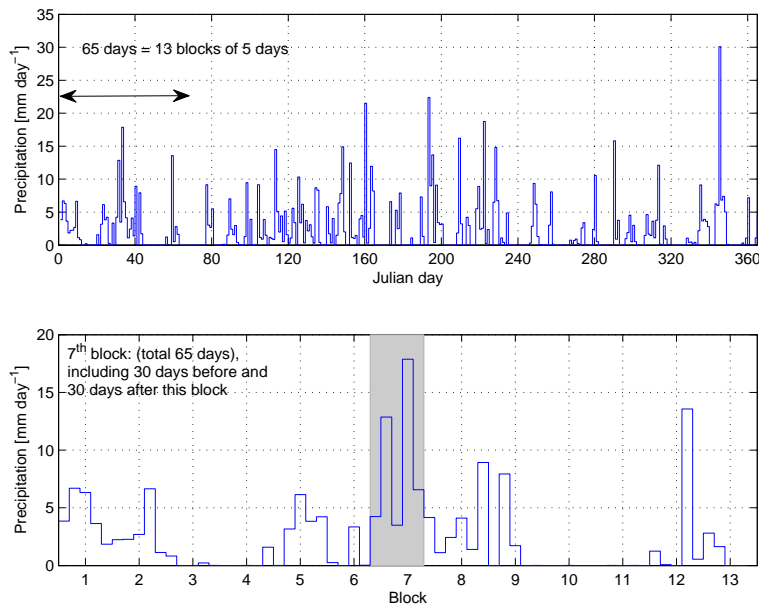 35
30
25
20
15
10
5
0
Precipitation [mm day⁻¹]
65 days = 13 blocks of 5 days
0 40 80 120 160 200 240 280 320 360
Julian day
20
15
10
5
0
Precipitation [mm day⁻¹]
7ᵗʰ block: (total 65 days),
including 30 days before and
30 days after this block
1 2 3 4 5 6 7 8 9 10 11 12 13
Block